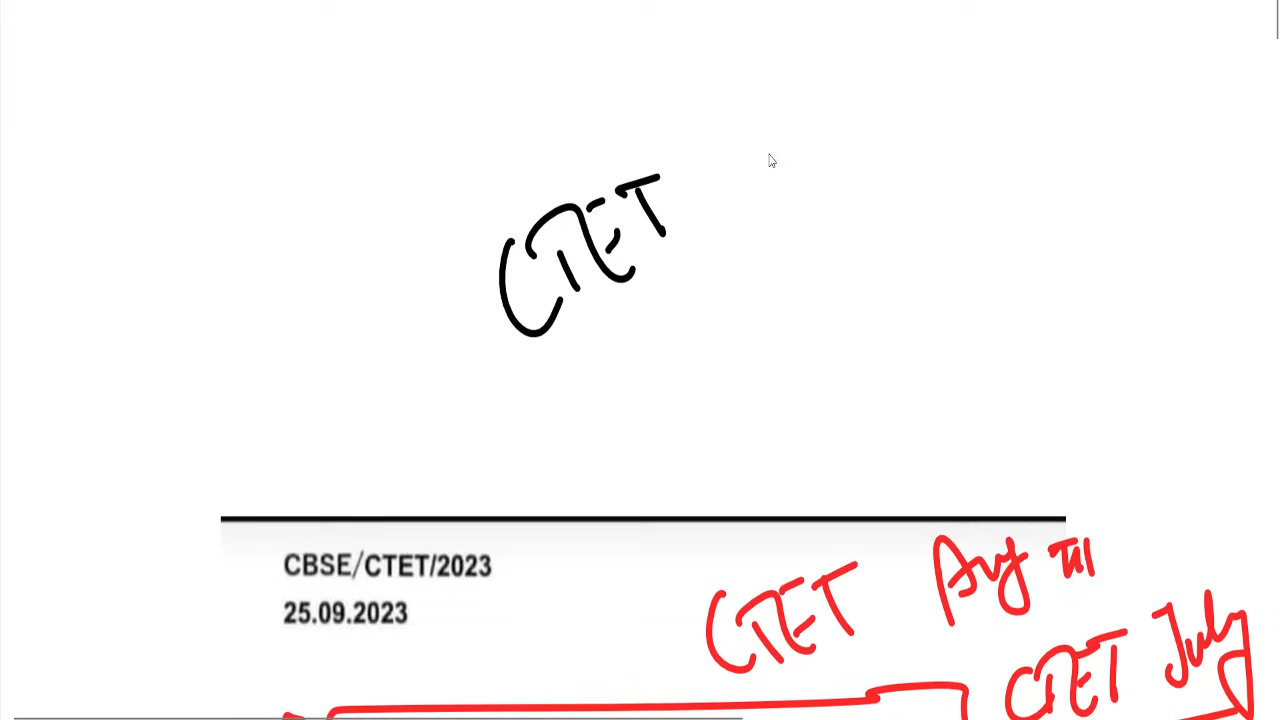 CTET
CBSE/CTET/2023
25.09.2023
CTET Aug
CTET July